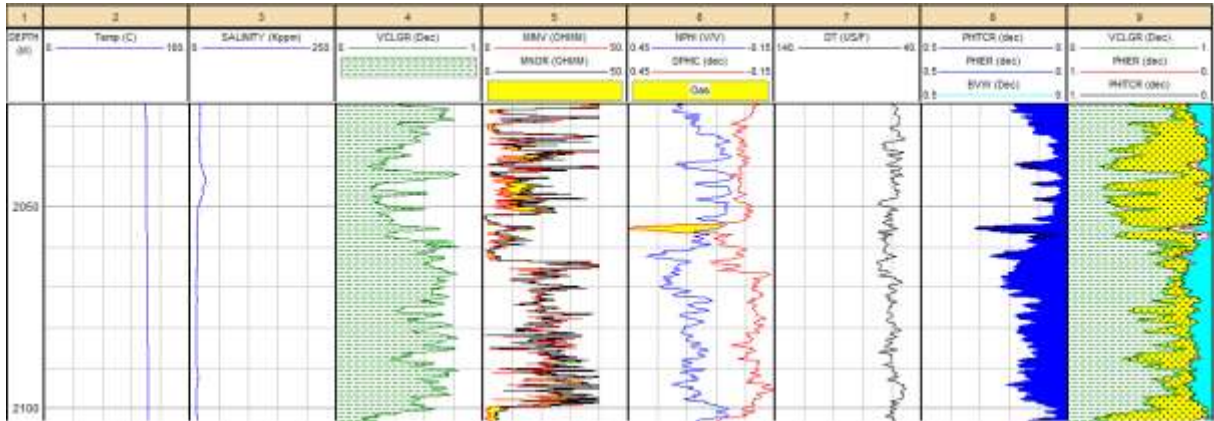 1 2 3 4 5 6 7 8 9
DEPTH (M)
Temp (C)
0. 180.
SALINITY (Kppm)
0. 250.
VCLGR (Dec)
0. 1.
MINV (OHMM)
0. 50.
MNOR (OHMM)
0. 50.
NPHI (V/V)
0.45 -0.15
DPHIC (dec)
0.45 -0.15
Gas
DT (US/F)
140. 40.
PHITCR (dec)
0.5 0.
PHIER (dec)
0.5 0.
BVW (Dec)
0.5 0.
VCLGR (Dec)
0. 1.
PHIER (dec)
1. 0.
PHITCR (dec)
1. 0.
2050
2100